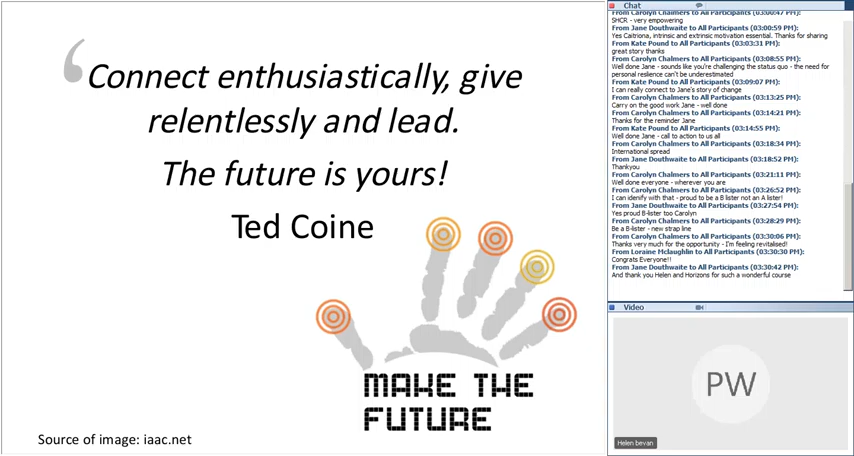 ‘Connect enthusiastically, give
relentlessly and lead.
The future is yours!
Ted Coine
MAKE THE
FUTURE
Source of image: iaac.net
Chat
From Carolyn Chalmers to All Participants (03:00:47 PM):
SHCR - very empowering
From Jane Douthwaite to All Participants (03:00:59 PM):
Yes Caitriona, intrinsic and extrinsic motivation essential. Thanks for sharing
From Kate Pound to All Participants (03:03:31 PM):
great story thanks
From Carolyn Chalmers to All Participants (03:08:55 PM):
Well done Jane - sounds like you're challenging the status quo - the need for
personal reslience can't be underestimated
From Kate Pound to All Participants (03:09:07 PM):
I can really connect to Jane's story of change
From Carolyn Chalmers to All Participants (03:13:25 PM):
Carry on the good work Jane - well done
From Carolyn Chalmers to All Participants (03:14:21 PM):
Thanks for the reminder Jane
From Kate Pound to All Participants (03:14:55 PM):
Well done Jane - call to action to us all
From Carolyn Chalmers to All Participants (03:18:34 PM):
International spread
From Jane Douthwaite to All Participants (03:18:52 PM):
Thankyou
From Carolyn Chalmers to All Participants (03:21:11 PM):
Well done everyone - wherever you are
From Carolyn Chalmers to All Participants (03:26:52 PM):
I can idenify with that - proud to be a B lister not an A lister!
From Jane Douthwaite to All Participants (03:27:54 PM):
Yes proud B-lister too Carolyn
From Carolyn Chalmers to All Participants (03:28:29 PM):
Be a B-lister - new strap line
From Carolyn Chalmers to All Participants (03:30:06 PM):
Thanks very much for the opportunity - I'm feeling revitalised!
From Loraine Mclaughlin to All Participants (03:30:30 PM):
Congrats Everyone!!
From Jane Douthwaite to All Participants (03:30:42 PM):
And thank you Helen and Horizons for such a wonderful course
Video
PW
Helen bevan